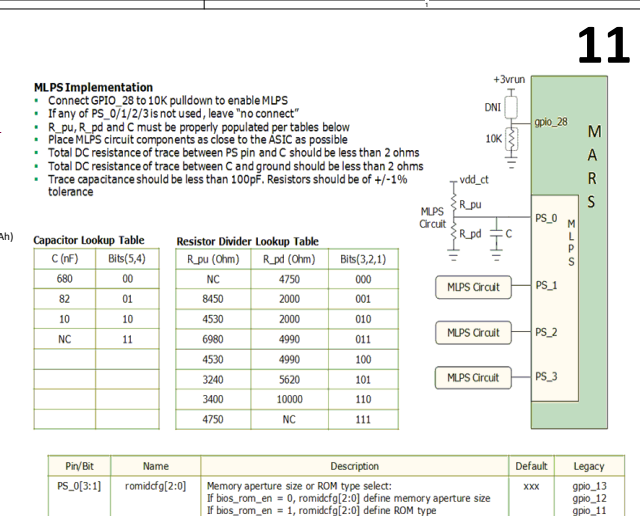 1
11
MLPS Implementation
▪ Connect GPIO_28 to 10K pulldown to enable MLPS
▪ If any of PS_0/1/2/3 is not used, leave "no connect"
▪ R_pu, R_pd and C must be properly populated per tables below
▪ Place MLPS circuit components as close to the ASIC as possible
▪ Total DC resistance of trace between PS pin and C should be less than 2 ohms
▪ Total DC resistance of trace between C and ground should be less than 2 ohms
▪ Trace capacitance should be less than 100pF. Resistors should be of +/-1%
tolerance
Ah)
Capacitor Lookup Table
C (nF) Bits(5,4)
680 00
82 01
10 10
NC 11
Resistor Divider Lookup Table
R_pu (Ohm) R_pd (Ohm) Bits(3,2,1)
NC 4750 000
8450 2000 001
4530 2000 010
6980 4990 011
4530 4990 100
3240 5620 101
3400 10000 110
4750 NC 111
+3vrun
DNI
gpio_28
10K
MARS
vdd_ct
R_pu
MLPS
Circuit
R_pd
C
PS_0
MLPS
MLPS Circuit PS_1
MLPS Circuit PS_2
MLPS Circuit PS_3
Pin/Bit Name Description Default Legacy
PS_0[3:1] romidcfg[2:0] Memory aperture size or ROM type select: xxx gpio_13
If bios_rom_en = 0, romidcfg[2:0] define memory aperture size gpio_12
If bios_rom_en = 1, romidcfg[2:0] define ROM type gpio_11